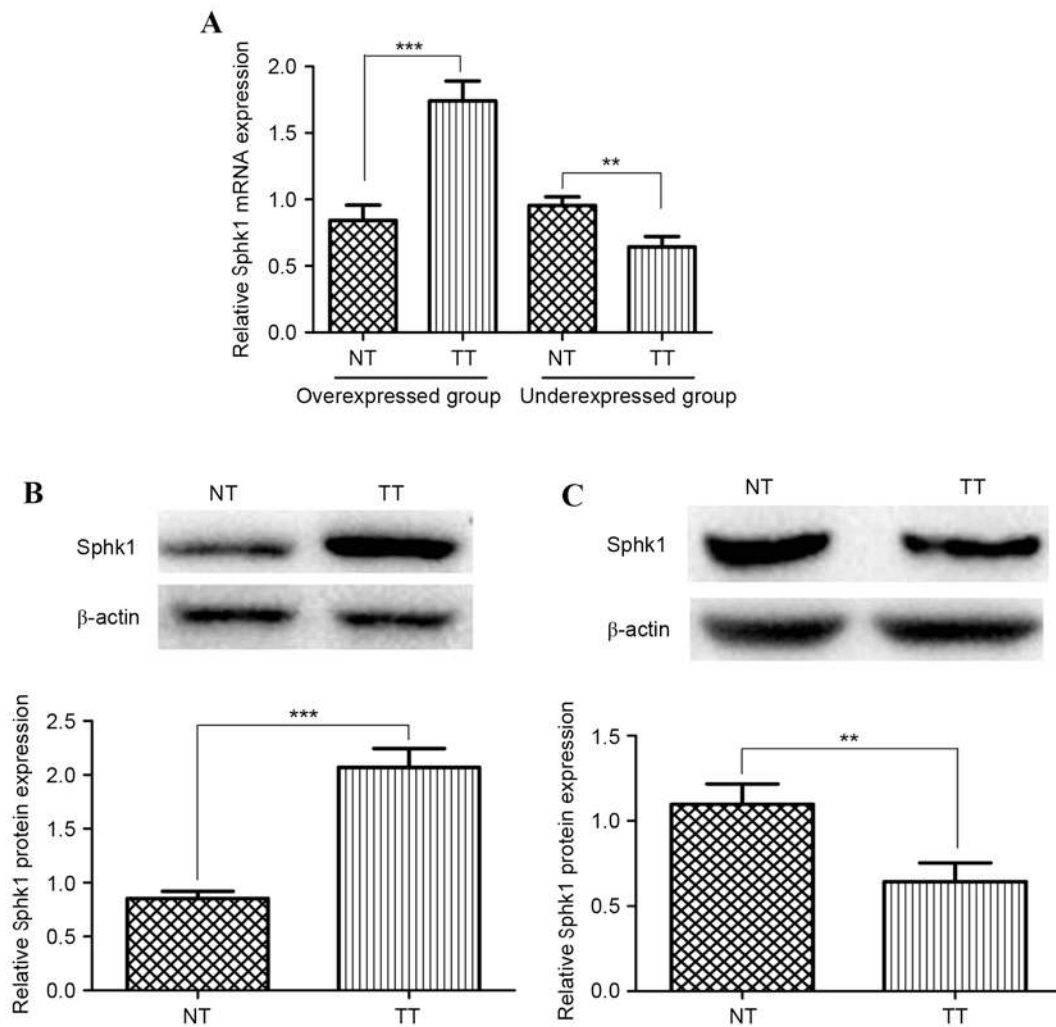 A
***
**
Relative Sphk1 mRNA expression
2.0
1.5
1.0
0.5
0.0
NT TT NT TT
Overexpressed group Underexpressed group
B
NT TT
Sphk1
β-actin
***
Relative Sphk1 protein expression
2.5
2.0
1.5
1.0
0.5
0.0
NT TT
C
NT TT
Sphk1
β-actin
**
Relative Sphk1 protein expression
1.5
1.0
0.5
0.0
NT TT